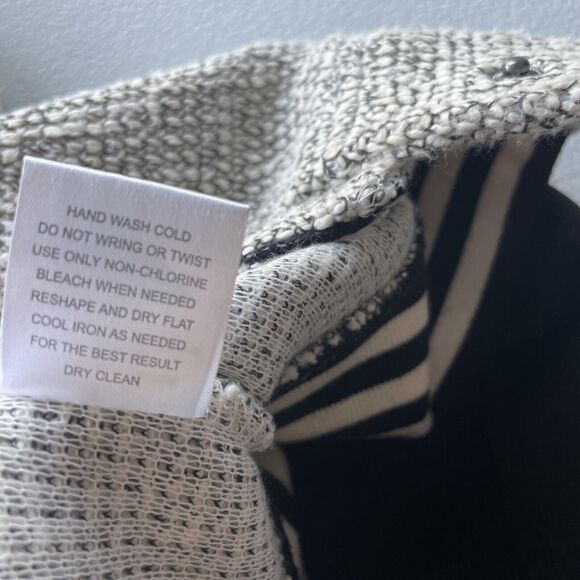 HAND WASH COLD
DO NOT WRING OR TWIST
USE ONLY NON-CHLORINE
BLEACH WHEN NEEDED
RESHAPE AND DRY FLAT
COOL IRON AS NEEDED
FOR THE BEST RESULT
DRY CLEAN